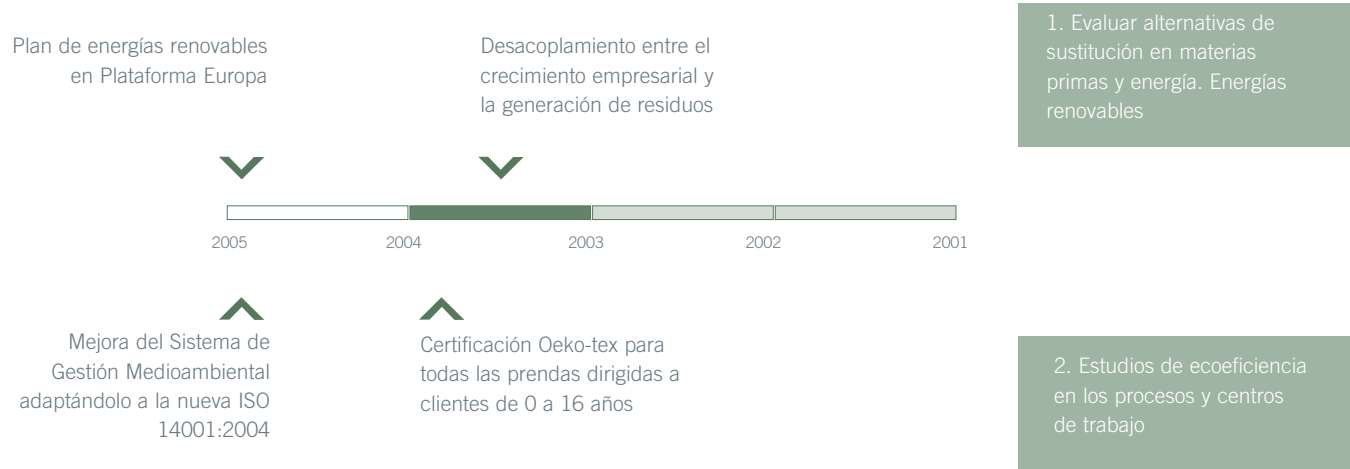 Plan de energías renovables
en Plataforma Europa
Desacoplamiento entre el
crecimiento empresarial y
la generación de residuos
1. Evaluar alternativas de
sustitución en materias
primas y energía. Energías
renovables
2005
2004
2003
2002
2001
Mejora del Sistema de
Gestión Medioambiental
adaptándolo a la nueva ISO
14001:2004
Certificación Oeko-tex para
todas las prendas dirigidas a
clientes de 0 a 16 años
2. Estudios de ecoeficiencia
en los procesos y centros
de trabajo